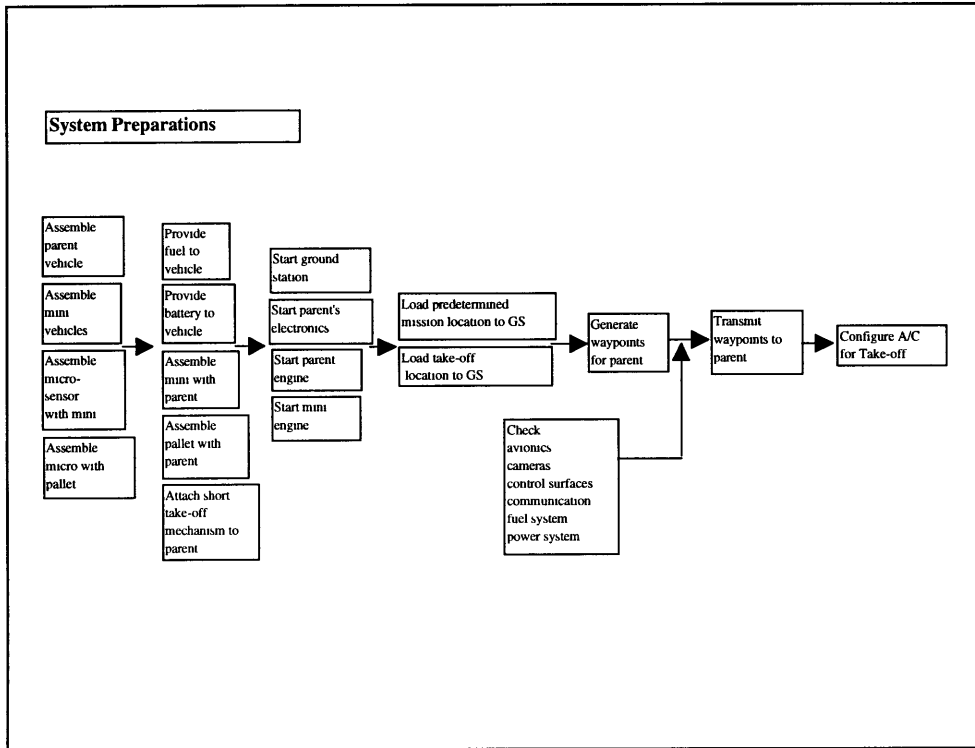 System Preparations
Assemble
parent
vehicle
Assemble
mini
vehicles
Assemble
micro-
sensor
with mini
Assemble
micro with
pallet
Provide
fuel to
vehicle
Provide
battery to
vehicle
Assemble
mini with
parent
Assemble
pallet with
parent
Attach short
take-off
mechanism to
parent
Start ground
station
Start parent's
electronics
Start parent
engine
Start mini
engine
Load predetermined
mission location to GS
Load take-off
location to GS
Generate
waypoints
for parent
Check
avionics
cameras
control surfaces
communication
fuel system
power system
Transmit
waypoints to
parent
Configure A/C
for Take-off